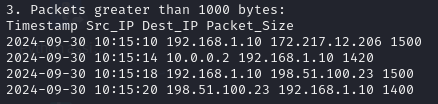 3. Packets greater than 1000 bytes:
Timestamp Src_IP Dest_IP Packet_Size
2024-09-30 10:15:10 192.168.1.10 172.217.12.206 1500
2024-09-30 10:15:14 10.0.0.2 192.168.1.10 1420
2024-09-30 10:15:18 192.168.1.10 198.51.100.23 1500
2024-09-30 10:15:20 198.51.100.23 192.168.1.10 1400